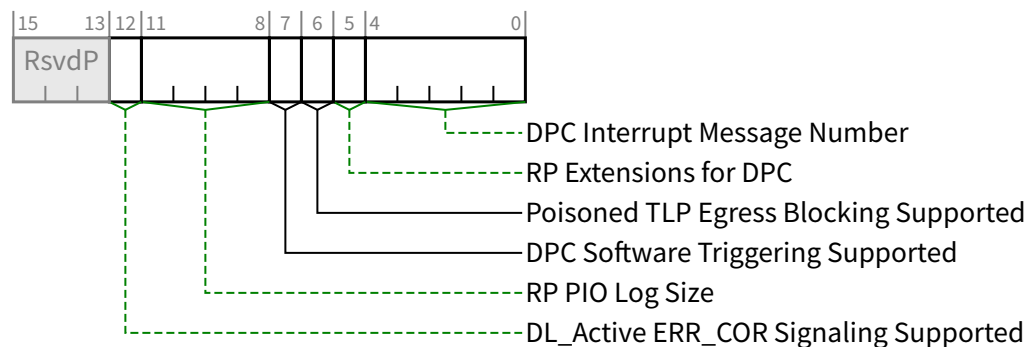 15 13 12 11 8 7 6 5 4 0
RsvdP
DPC Interrupt Message Number
RP Extensions for DPC
Poisoned TLP Egress Blocking Supported
DPC Software Triggering Supported
RP PIO Log Size
DL_Active ERR_COR Signaling Supported